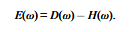 E(ω) = D(ω) − H(ω).